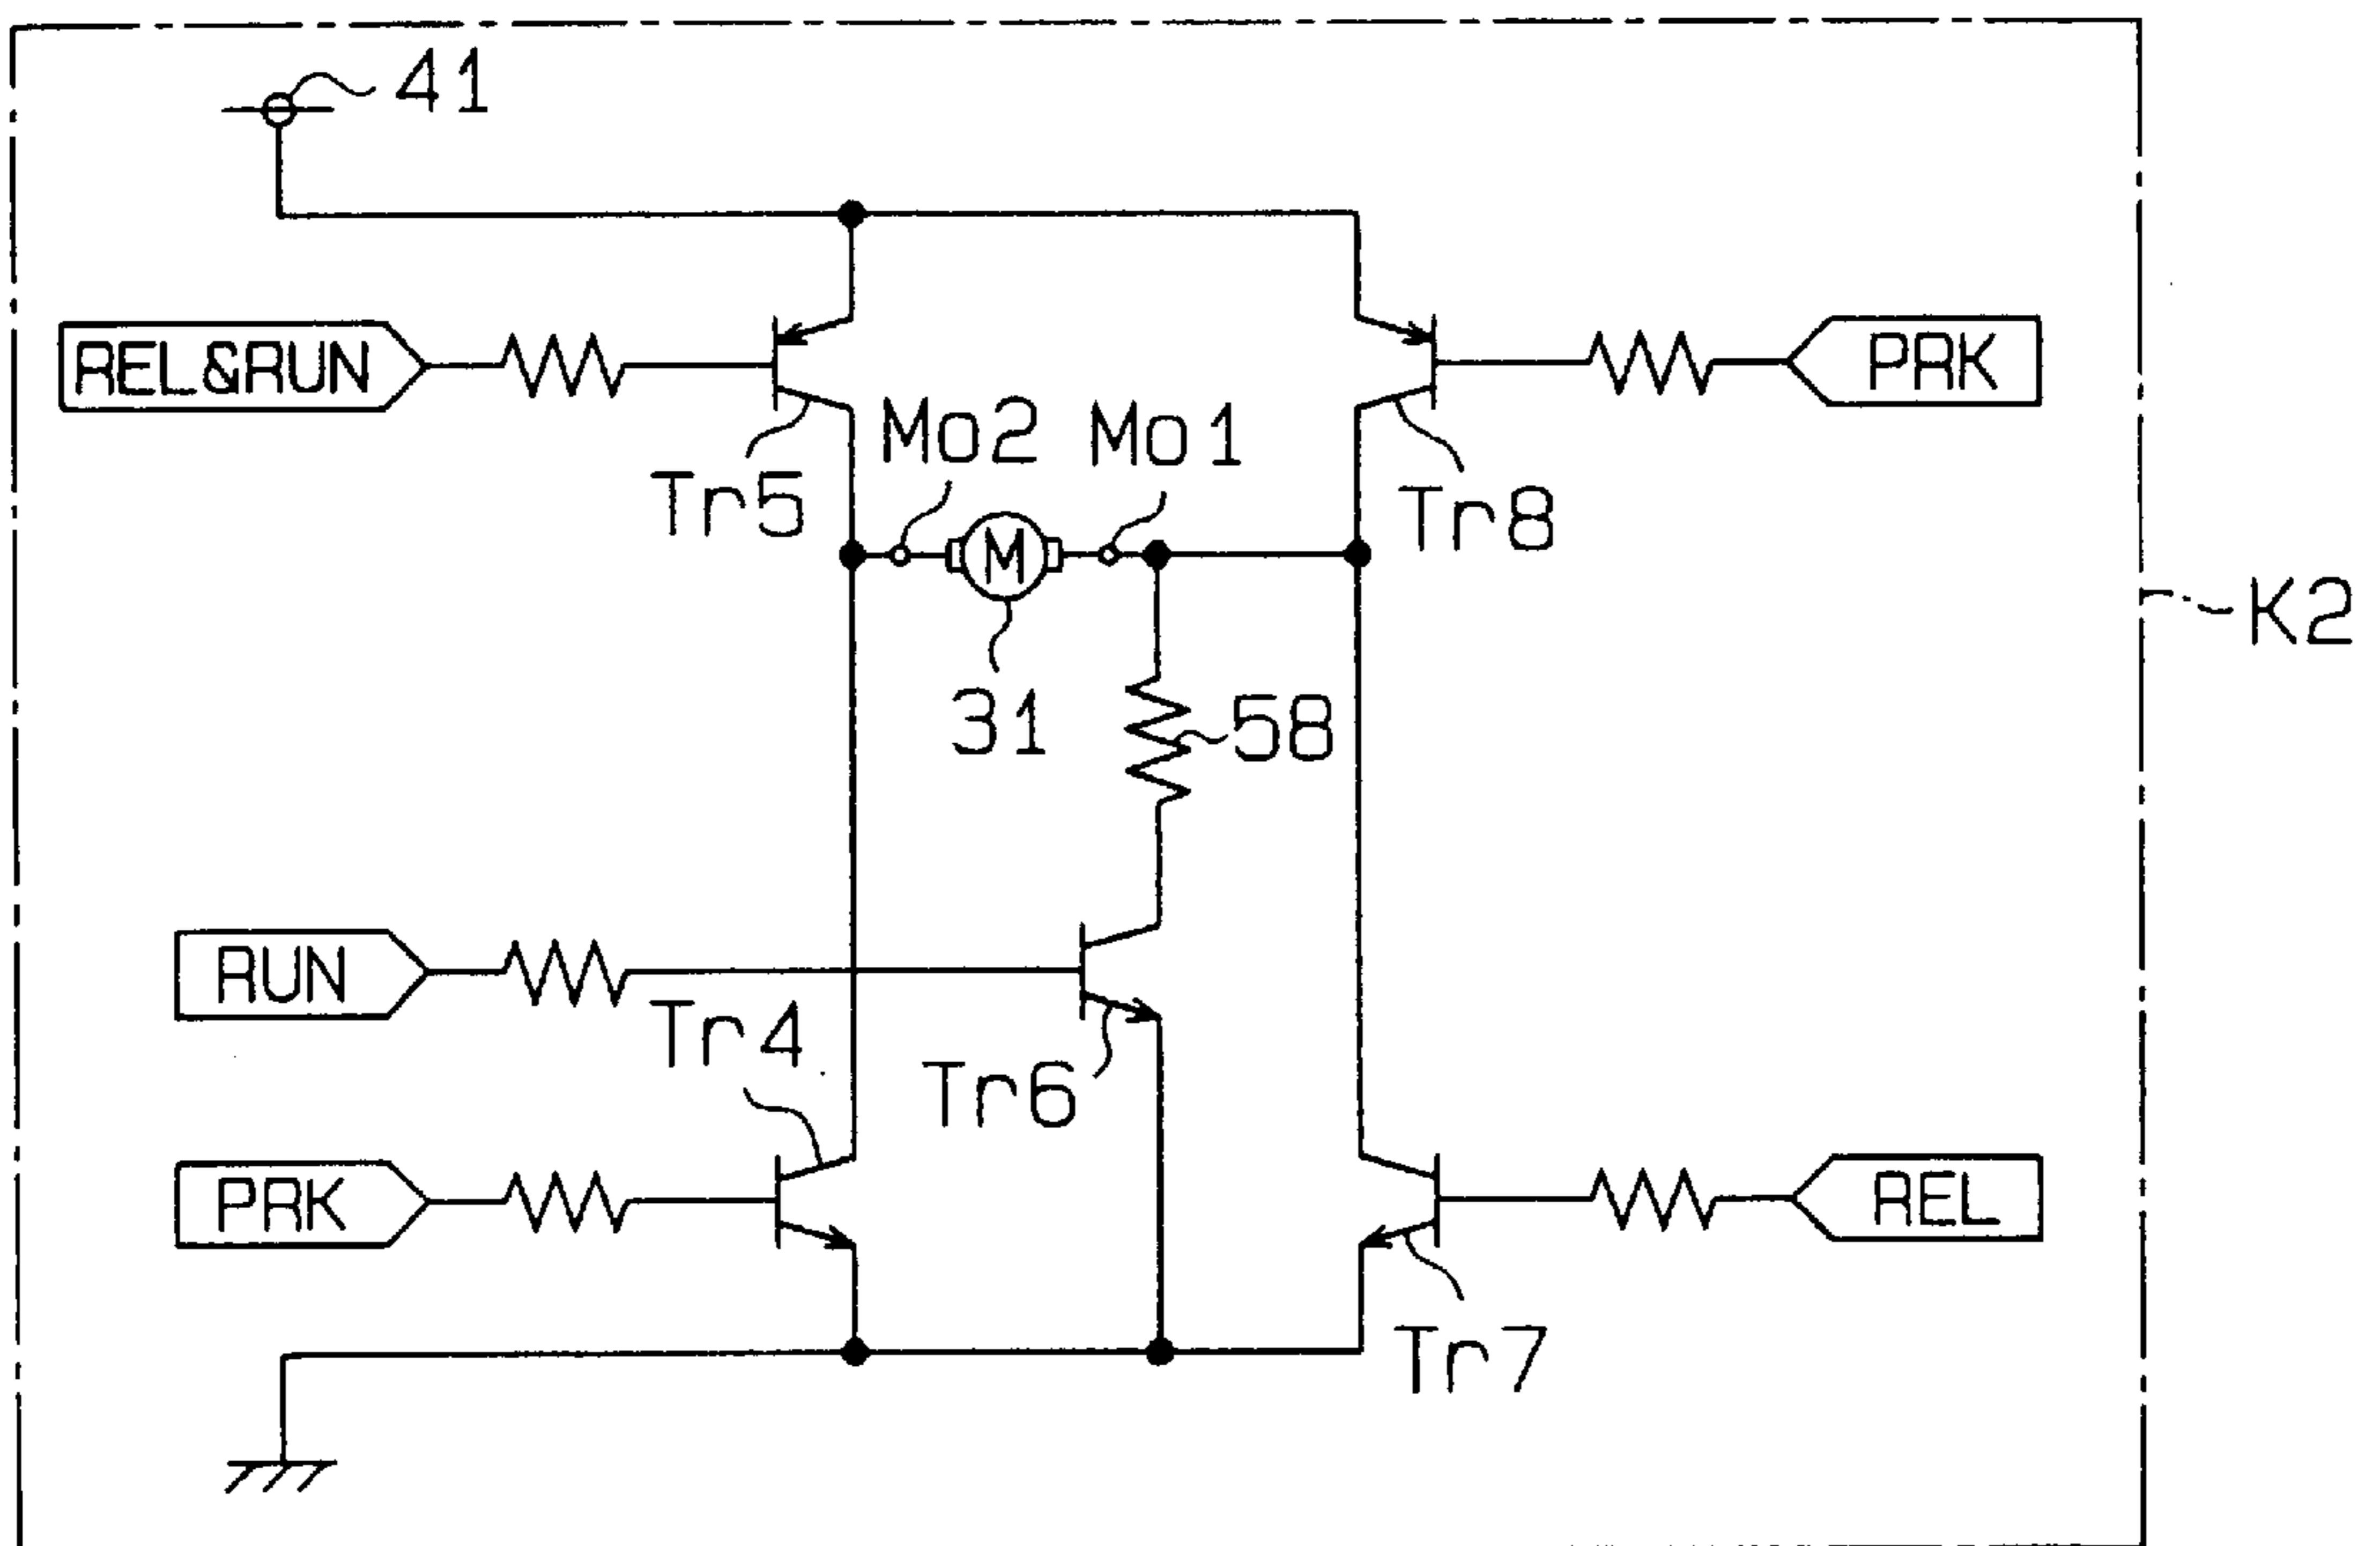 41
REL&RUN
PRK
Mo2
Mo1
Tr5
Tr8
M
K2
31
58
RUN
Tr4
Tr6
PRK
REL
Tr7